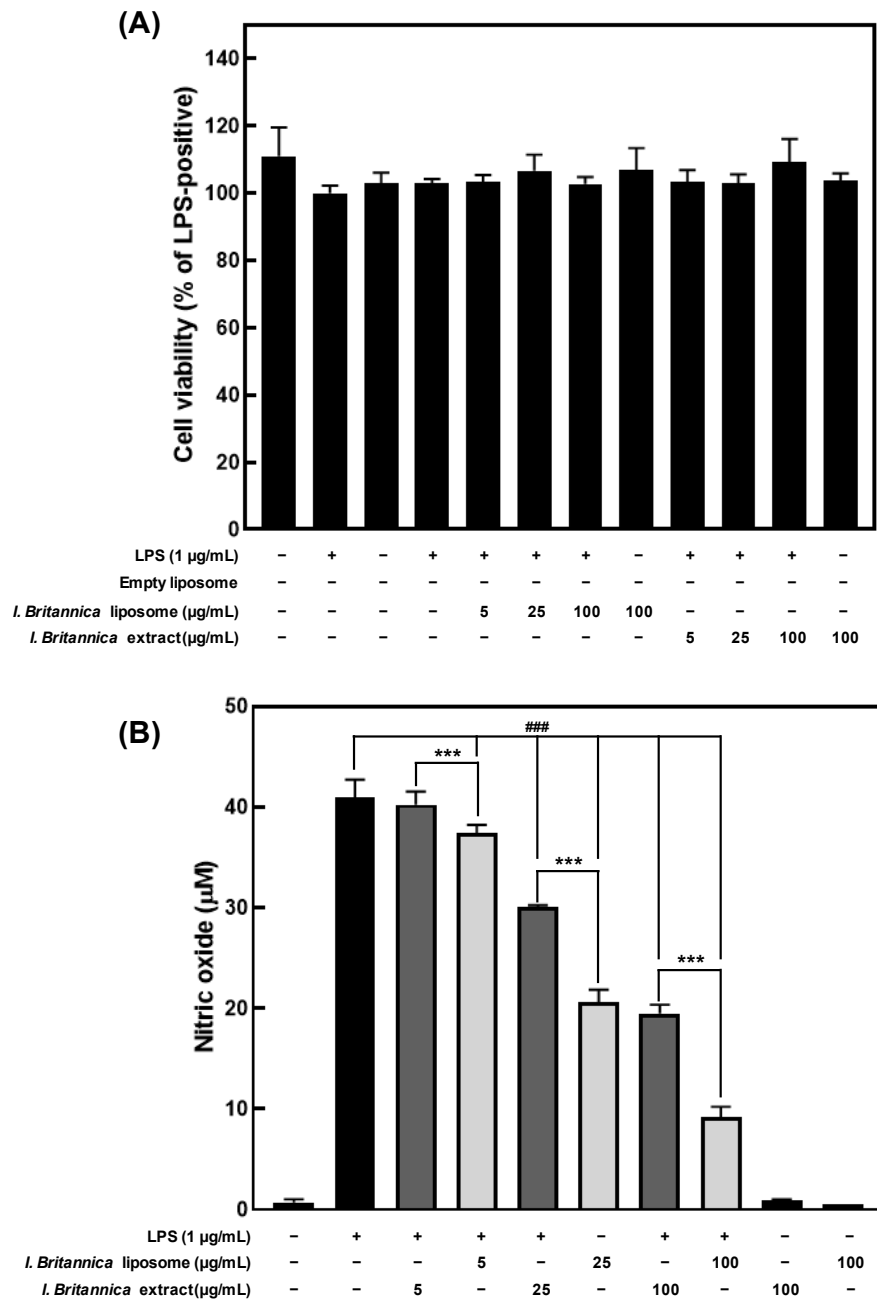 (A)
Cell viability (% of LPS-positive)
140
120
100
80
60
40
20
0
LPS (1 µg/mL) – + – + + + + – + + + –
Empty liposome – – – – – – – – – – – –
I. Britannica liposome (µg/mL) – – – – 5 25 100 100 – – – –
I. Britannica extract(µg/mL) – – – – – – – – 5 25 100 100
(B)
Nitric oxide (µM)
50
40
30
20
10
0
###
***
***
***
LPS (1 µg/mL) – + + + + – + + – –
I. Britannica liposome (µg/mL) – – – 5 – 25 – 100 – 100
I. Britannica extract(µg/mL) – – 5 – 25 – 100 – 100 –